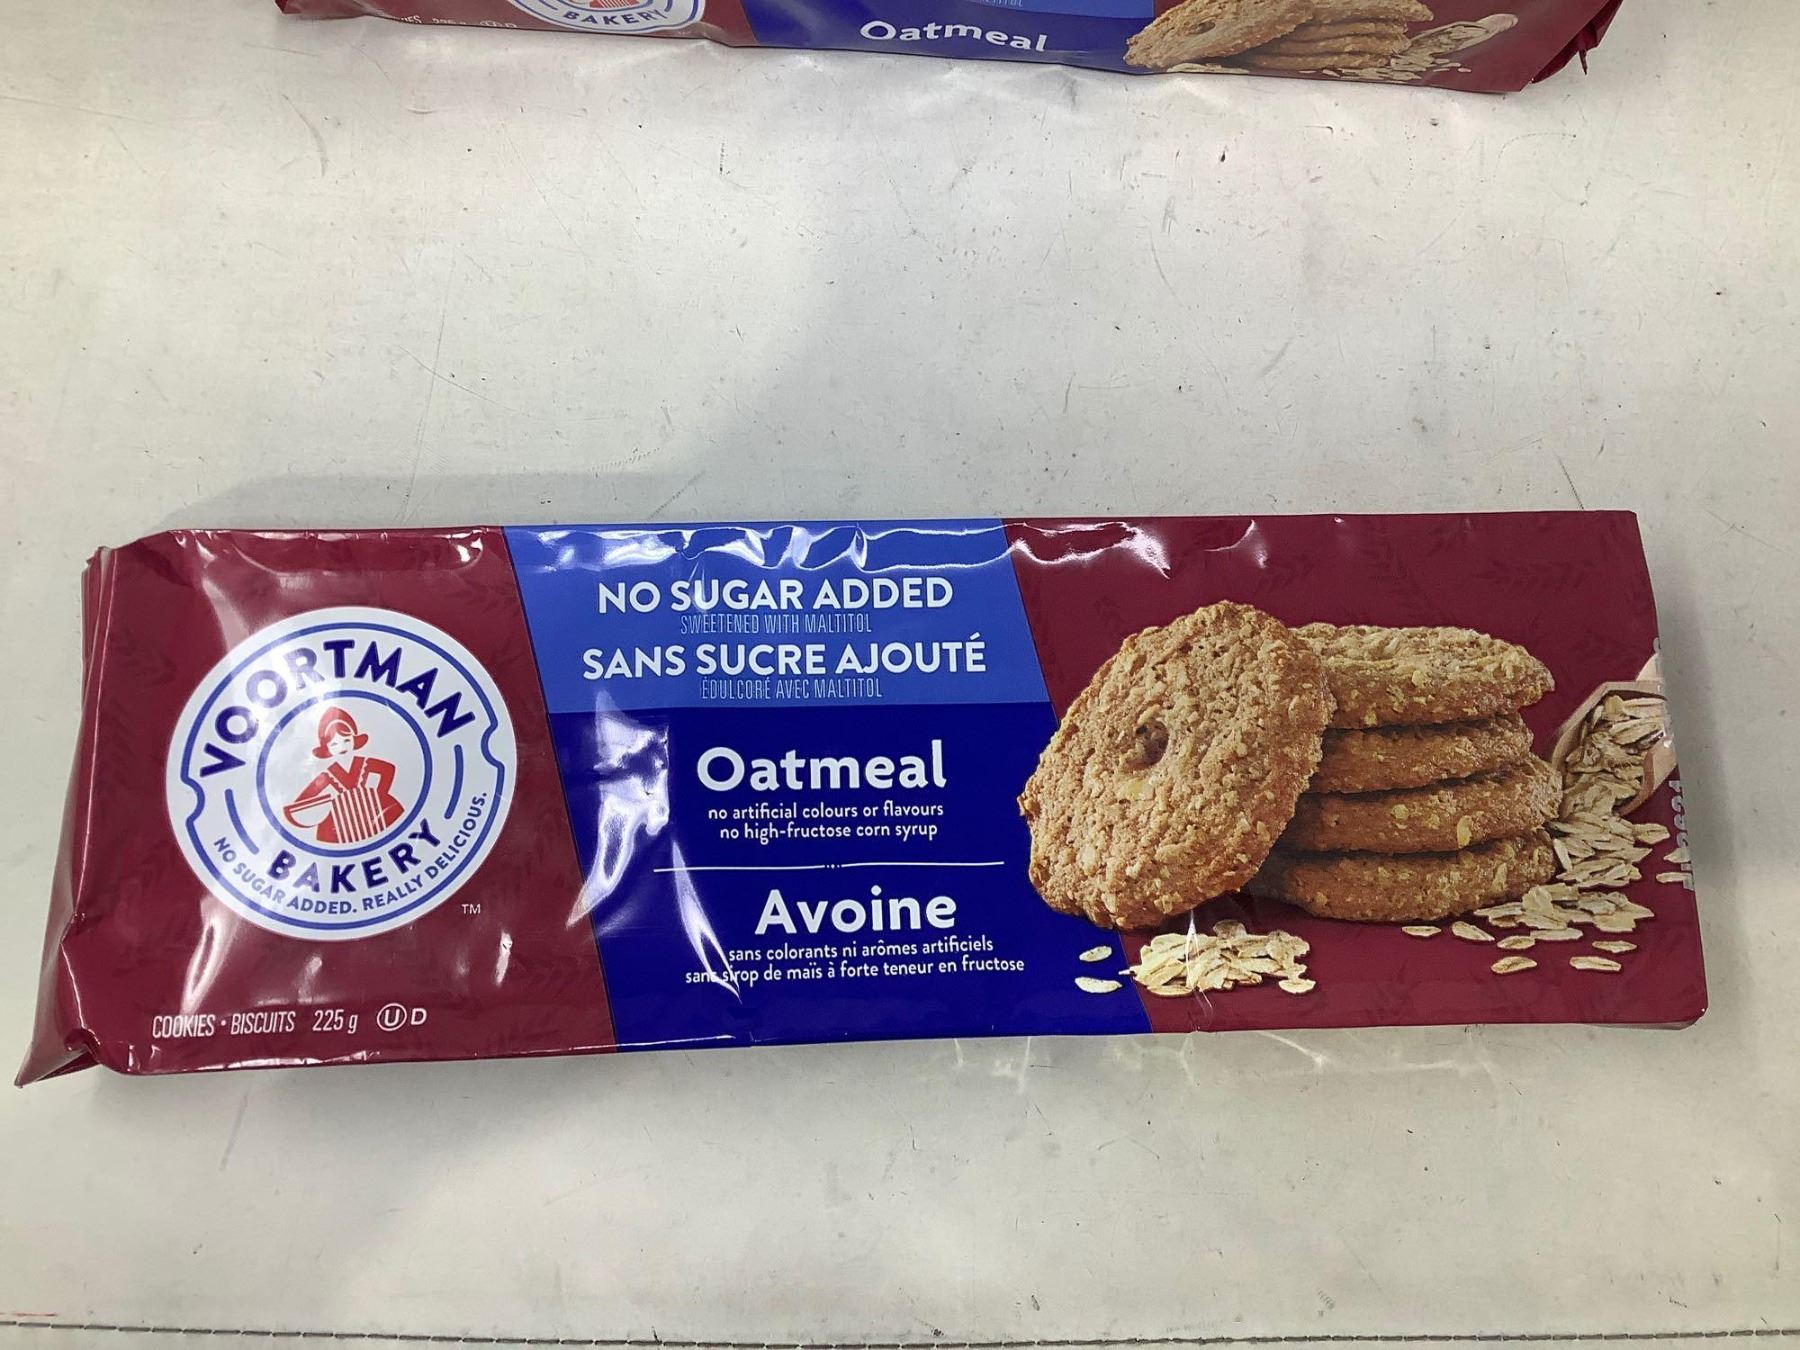 BAKERY
Oatmeal
VOORTMAN
BAKERY
NO SUGAR ADDED. REALLY DELICIOUS.
TM
COOKIES • BISCUITS 225 g Ⓤ D
NO SUGAR ADDED
SWEETENED WITH MALTITOL
SANS SUCRE AJOUTÉ
ÉDULCORÉ AVEC MALTITOL
Oatmeal
no artificial colours or flavours
no high-fructose corn syrup
Avoine
sans colorants ni arômes artificiels
sans sirop de maïs à forte teneur en fructose